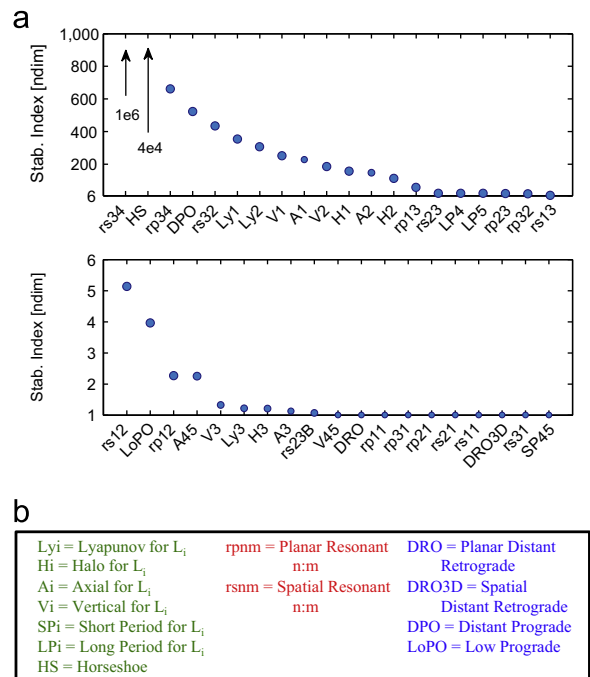 a
Stab. Index [ndim]
1,000
800
600
400
200
6
1e6
4e4
rs34 HS rp34 DPO rs32 Ly1 Ly2 V1 A1 V2 H1 A2 H2 rp13 rs23 LP4 LP5 rp23 rp32 rs13
Stab. Index [ndim]
6
5
4
3
2
1
rs12 LoPO rp12 A45 V3 Ly3 H3 A3 rs23B V45 DRO rp11 rp31 rp21 rs21 rs11 DRO3D rs31 SP45
b
Lyi = Lyapunov for Li
Hi = Halo for Li
Ai = Axial for Li
Vi = Vertical for Li
SPi = Short Period for Li
LPi = Long Period for Li
HS = Horseshoe
rpnm = Planar Resonant
n:m
rsnm = Spatial Resonant
n:m
DRO = Planar Distant
Retrograde
DRO3D = Spatial
Distant Retrograde
DPO = Distant Prograde
LoPO = Low Prograde